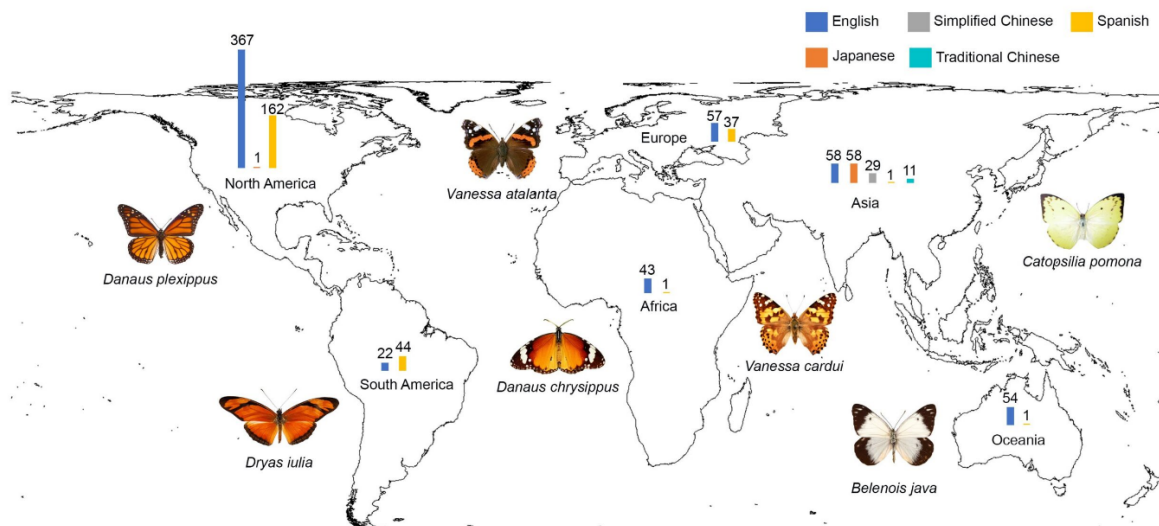 English
Simplified Chinese
Spanish
Japanese
Traditional Chinese
367
1
162
North America
57
37
Europe
58
58
29
1
11
Asia
Vanessa atalanta
Danaus plexippus
Catopsilia pomona
43
1
Africa
22
44
South America
Danaus chrysippus
Vanessa cardui
54
1
Oceania
Dryas iulia
Belenois java